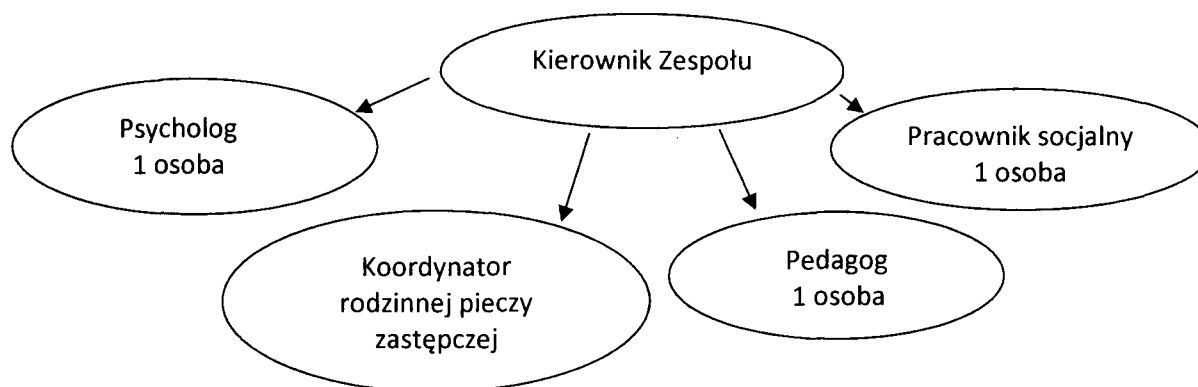 Kierownik Zespołu
Psycholog
1 osoba
Pracownik socjalny
1 osoba
Koordynator
rodzinnej pieczy
zastępczej
Pedagog
1 osoba